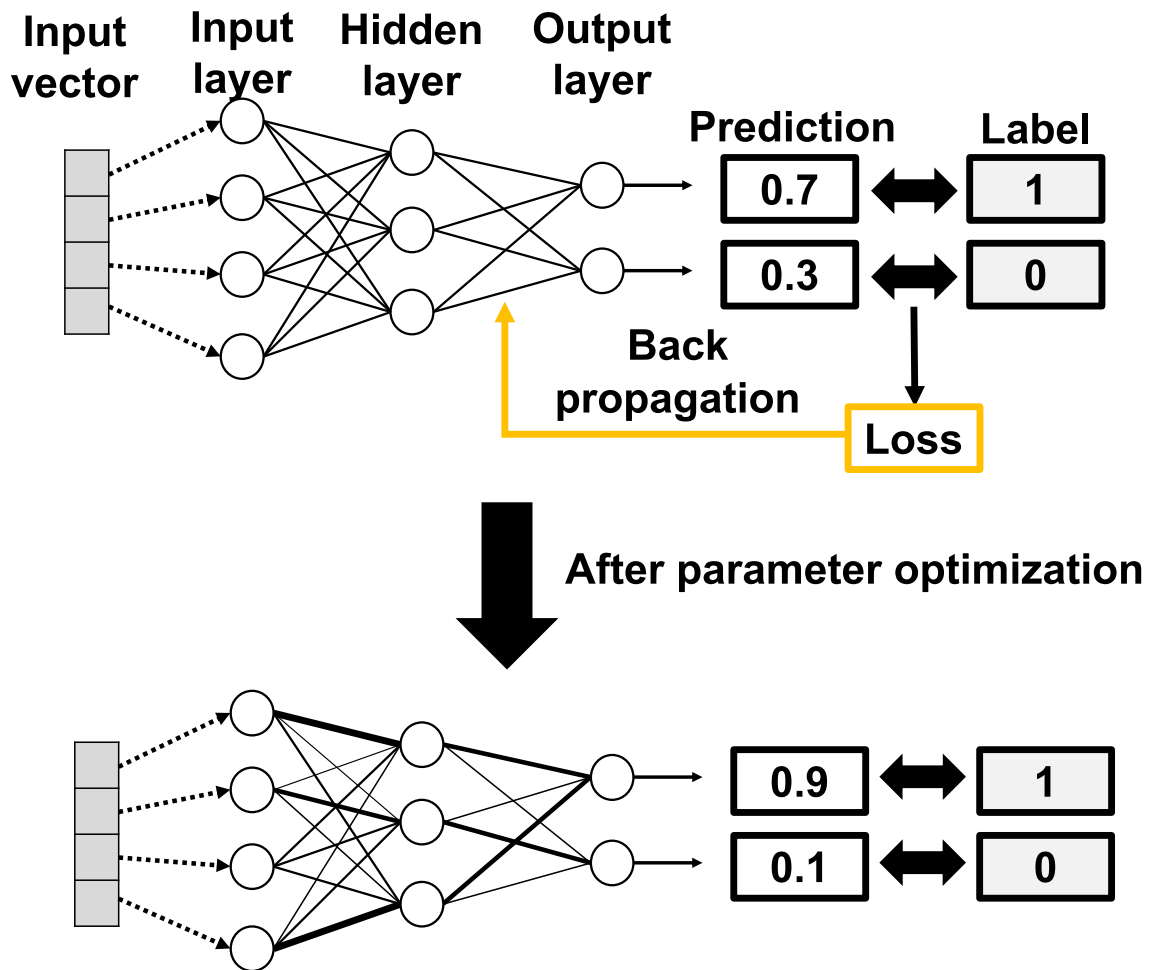 Input
vector
Input
layer
Hidden
layer
Output
layer
Prediction
Label
0.7
1
0.3
0
Back
propagation
Loss
After parameter optimization
0.9
1
0.1
0